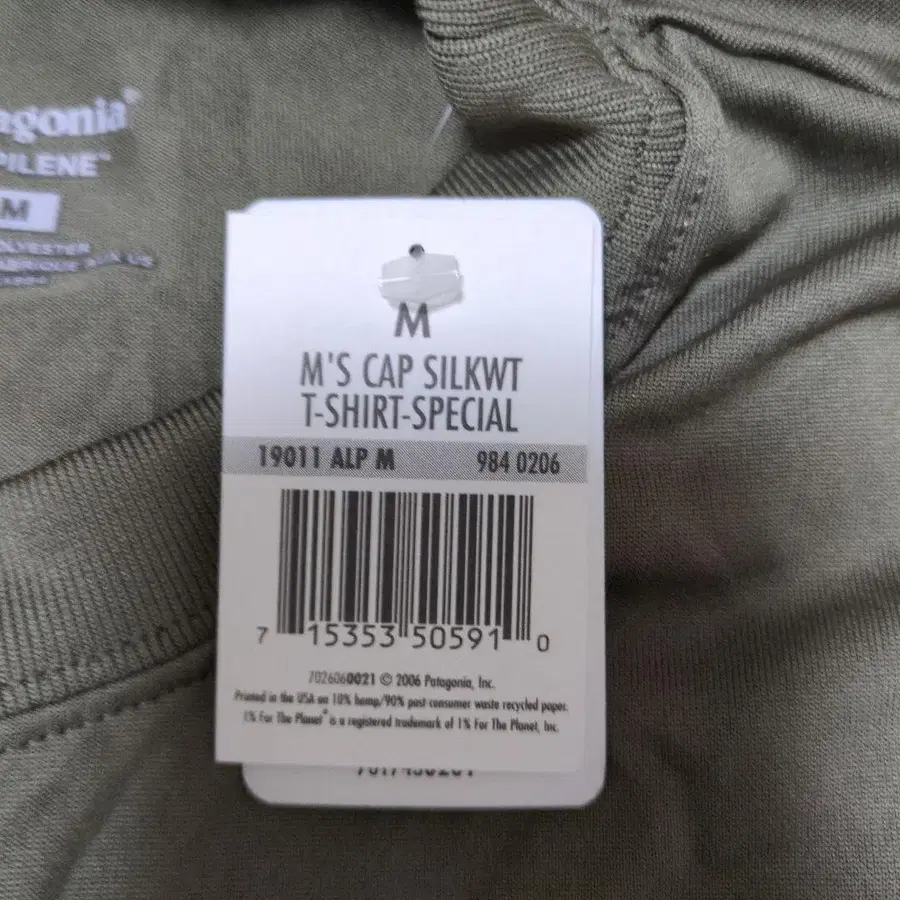 agonia®
PILENE™
M
M
M'S CAP SILKWT
T-SHIRT-SPECIAL
19011 ALP M 984 0206
7 15353 50591 0
7026060021 © 2006 Patagonia, Inc.
Printed in the USA on 10% hemp/90% post consumer waste recycled paper.
1% For The Planet® is a registered trademark of 1% For The Planet, Inc.